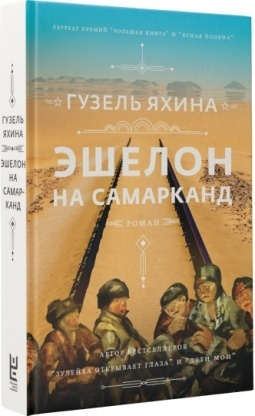 ЛАУРЕАТ ПРЕМИЙ "БОЛЬШАЯ КНИГА" И "ЯСНАЯ ПОЛЯНА"
ГУЗЕЛЬ ЯХИНА
ЭШЕЛОН
НА САМАРКАНД
РОМАН
АВТОР БЕСТСЕЛЛЕРОВ
"ЗУЛЕЙХА ОТКРЫВАЕТ ГЛАЗА" И "ДЕТИ МОИ"
ГУЗЕЛЬ
ЯХИНА
ЭШЕЛОН
НА
САМАР-
КАНД